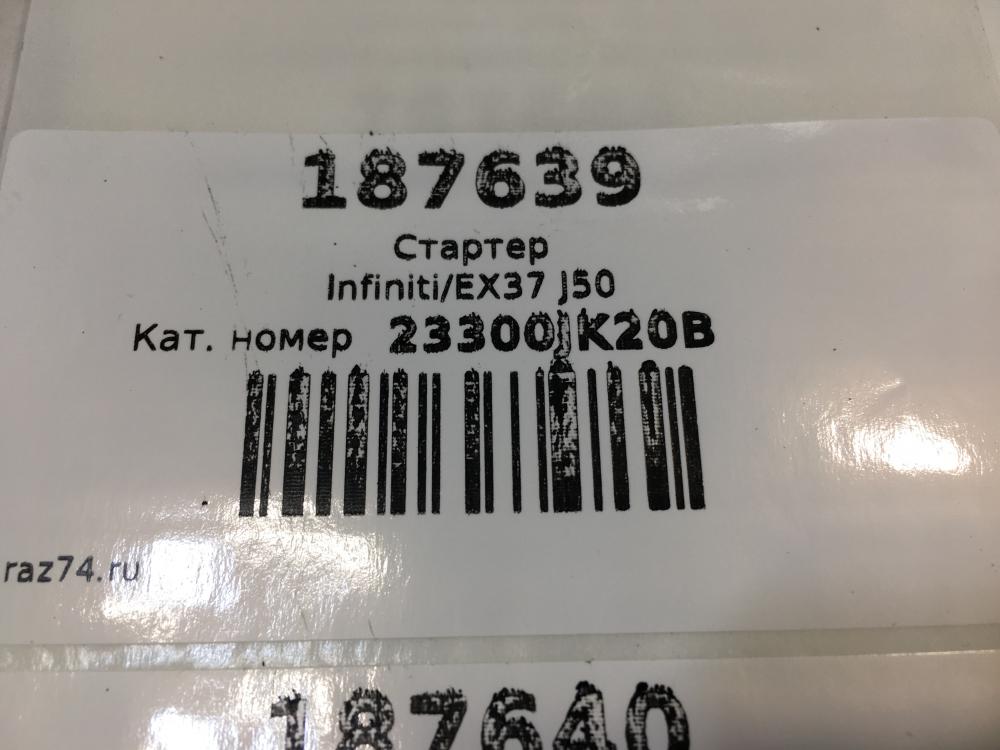 187639
Стартер
Infiniti/EX37 J50
Кат. номер 23300JK20B
raz74.ru
187640